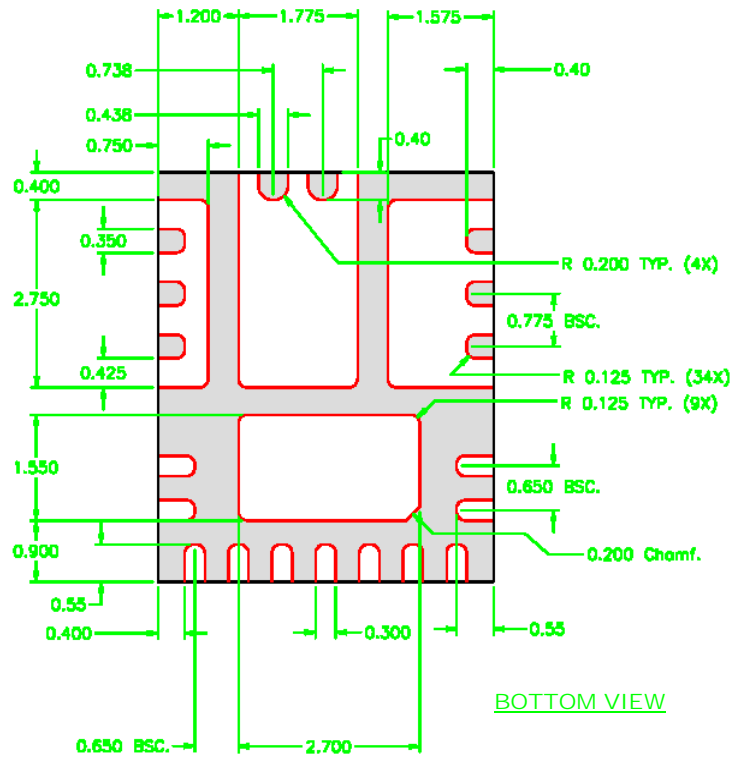 1.200 1.775 1.575
0.738 0.40
0.438
0.750 0.40
0.400
0.350
R 0.200 TYP. (4X)
2.750
0.775 BSC.
0.425
R 0.125 TYP. (34X)
R 0.125 TYP. (9X)
1.550
0.650 BSC.
0.900
0.200 Chamf.
0.55
0.400 0.300 0.55
BOTTOM VIEW
0.650 BSC. 2.700